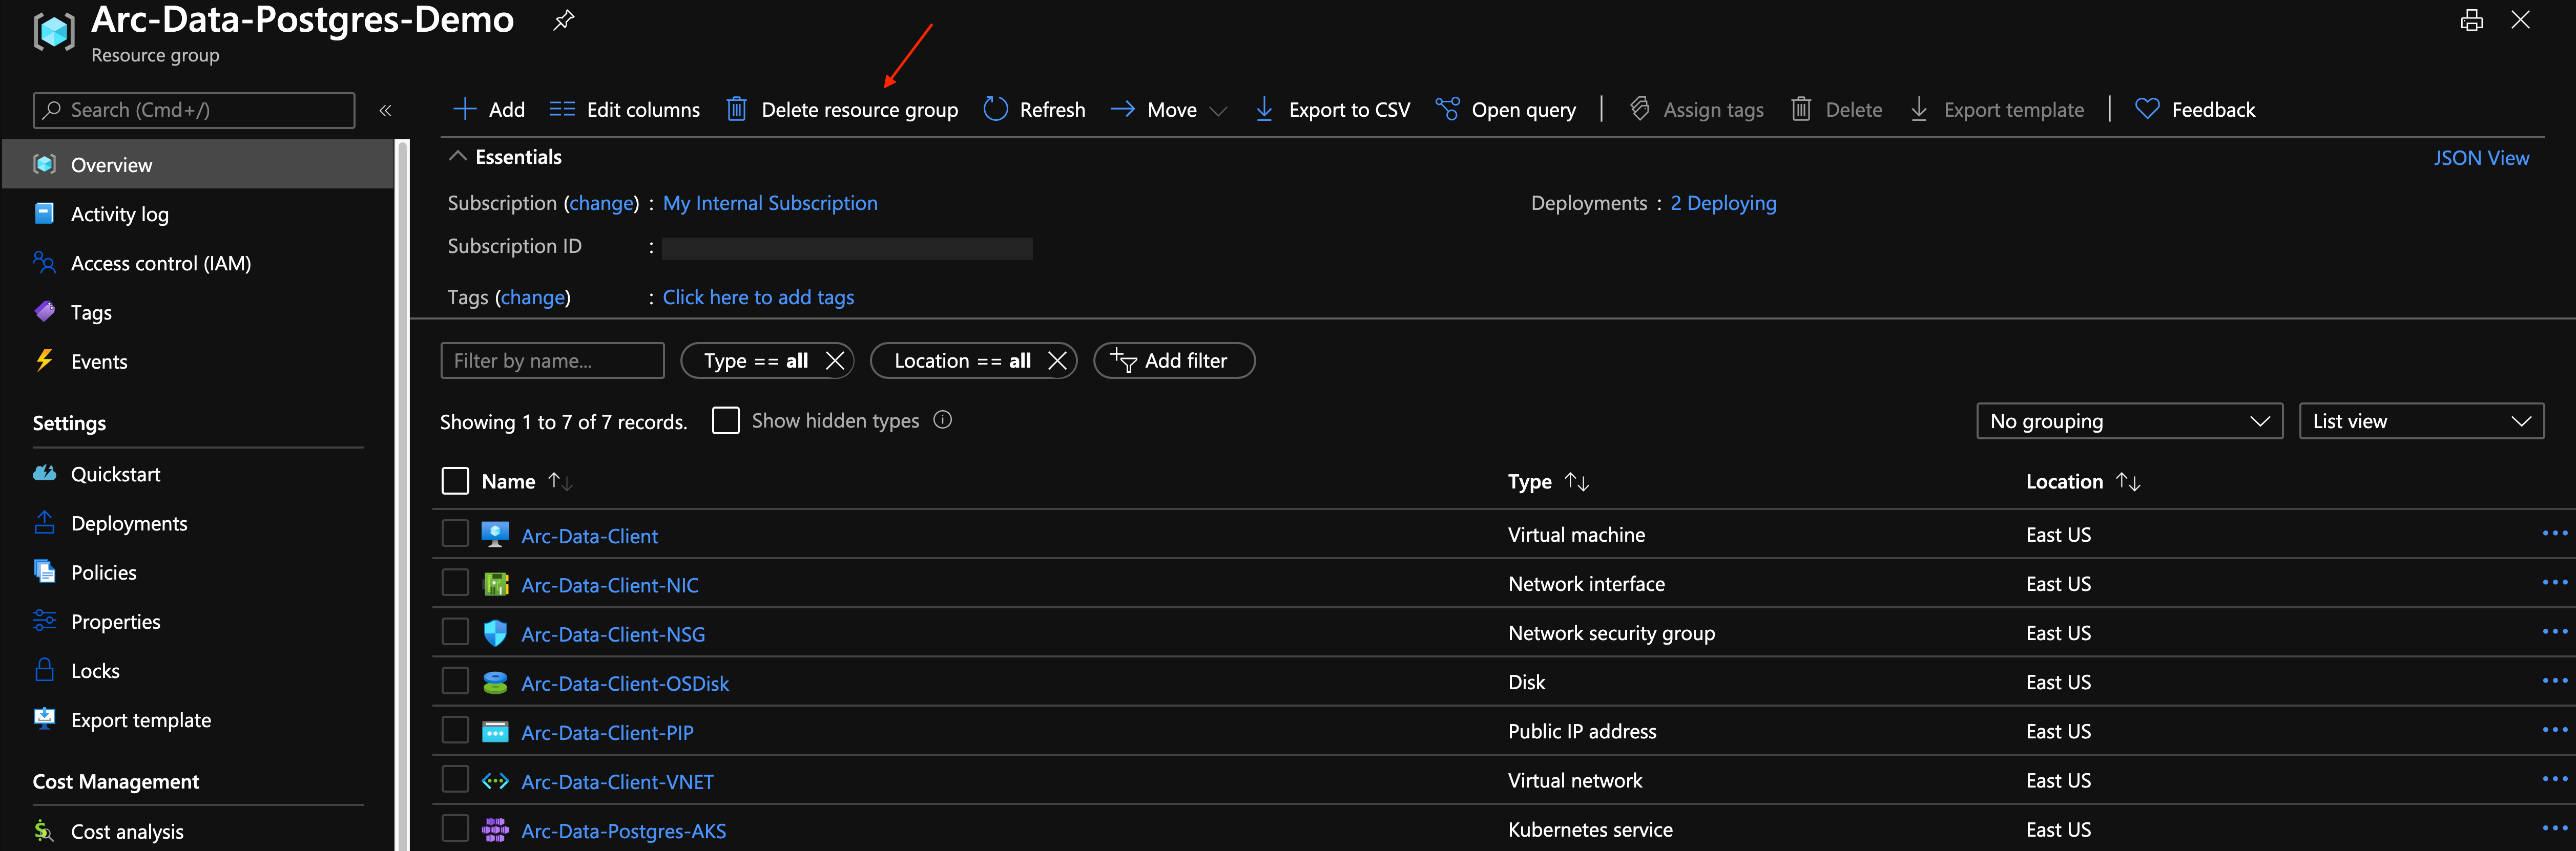 Arc-Data-Postgres-Demo
Resource group
Search (Cmd+/)
«
Add
Edit columns
Delete resource group
Refresh
Move
Export to CSV
Open query
Assign tags
Delete
Export template
Feedback
Overview
Activity log
Access control (IAM)
Tags
Events
Settings
Quickstart
Deployments
Policies
Properties
Locks
Export template
Cost Management
Cost analysis
Essentials
JSON View
Subscription (change) : My Internal Subscription
Deployments : 2 Deploying
Subscription ID :
Tags (change) : Click here to add tags
Filter by name...
Type == all
Location == all
Add filter
Showing 1 to 7 of 7 records.
Show hidden types
No grouping
List view
Name Type Location
Arc-Data-Client Virtual machine East US
Arc-Data-Client-NIC Network interface East US
Arc-Data-Client-NSG Network security group East US
Arc-Data-Client-OSDisk Disk East US
Arc-Data-Client-PIP Public IP address East US
Arc-Data-Client-VNET Virtual network East US
Arc-Data-Postgres-AKS Kubernetes service East US